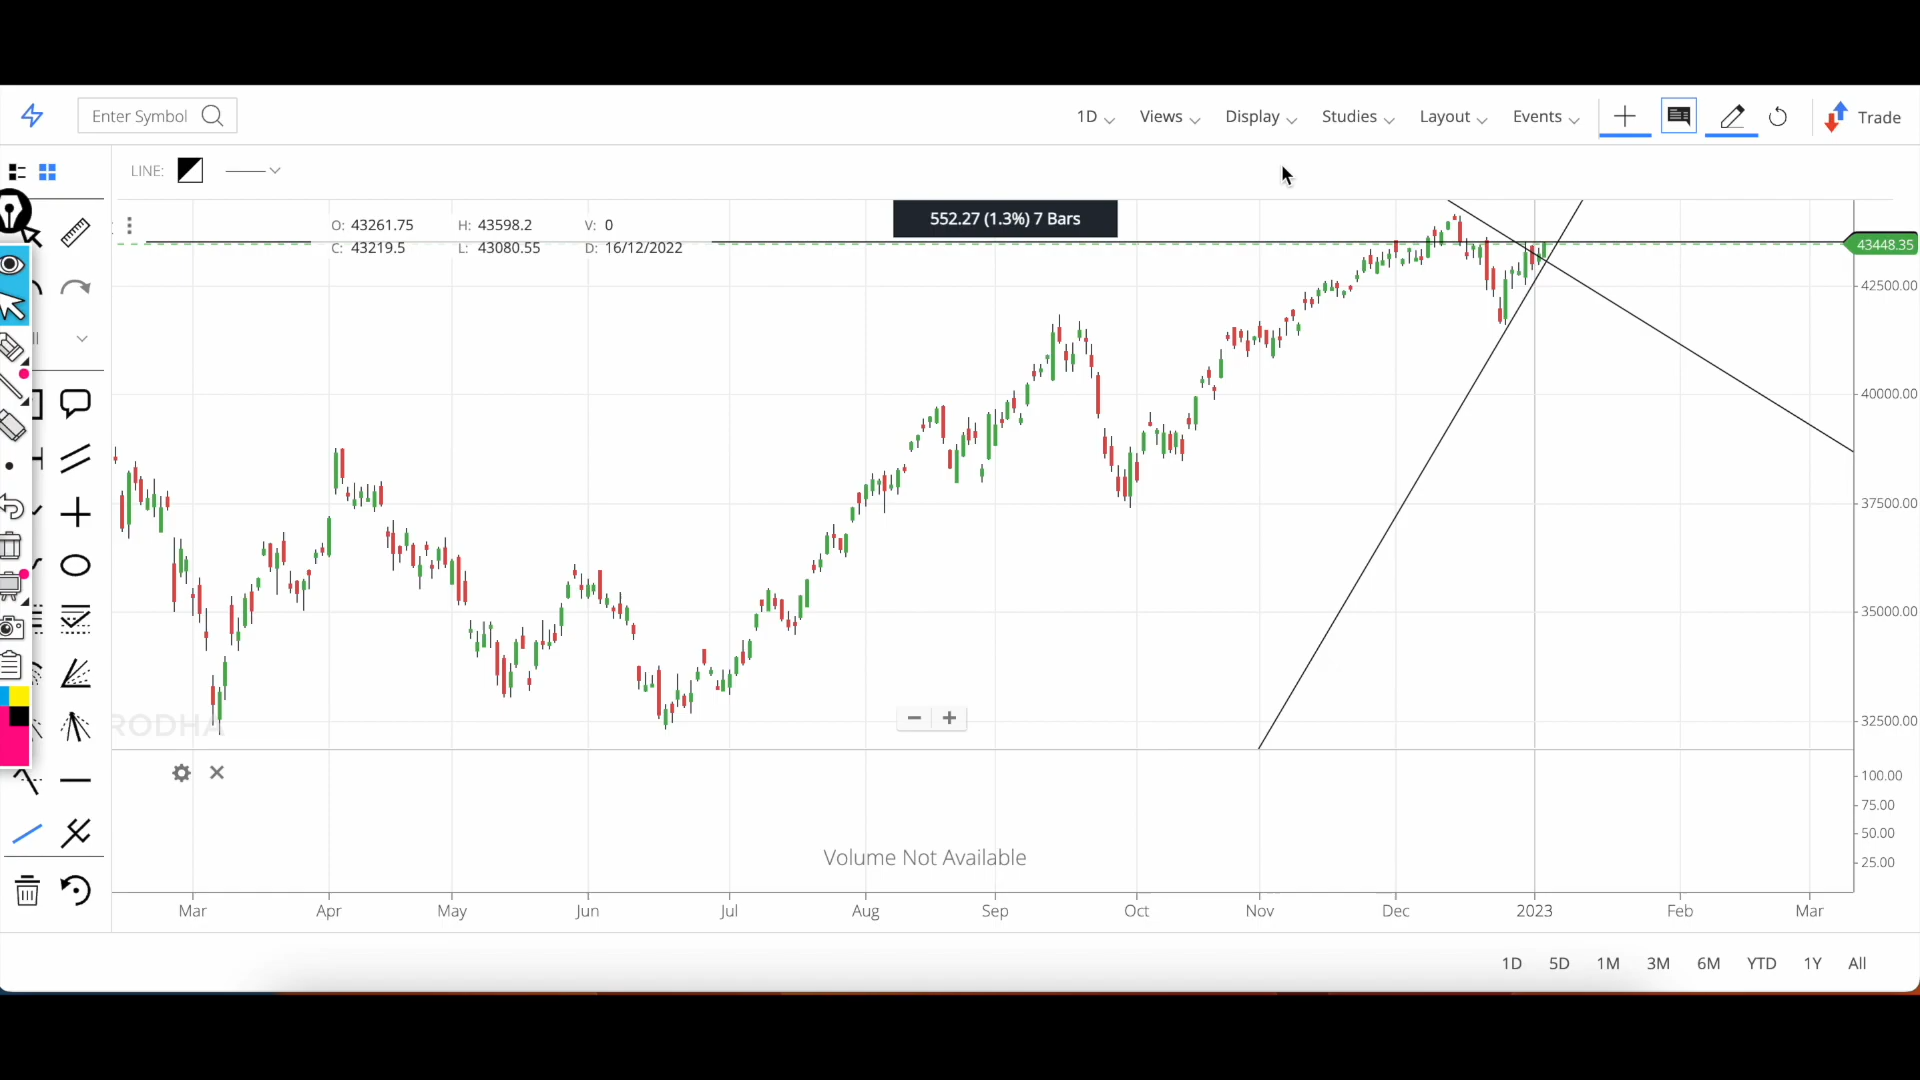 Enter Symbol
1D Views Display Studies Layout Events Trade
LINE:
O: 43261.75 H: 43598.2 V: 0
C: 43219.5 L: 43080.55 D: 16/12/2022
552.27 (1.3%) 7 Bars
43448.35
42500.00
40000.00
37500.00
35000.00
32500.00
RODHA
100.00
75.00
50.00
25.00
Volume Not Available
Mar Apr May Jun Jul Aug Sep Oct Nov Dec 2023 Feb Mar
1D 5D 1M 3M 6M YTD 1Y All